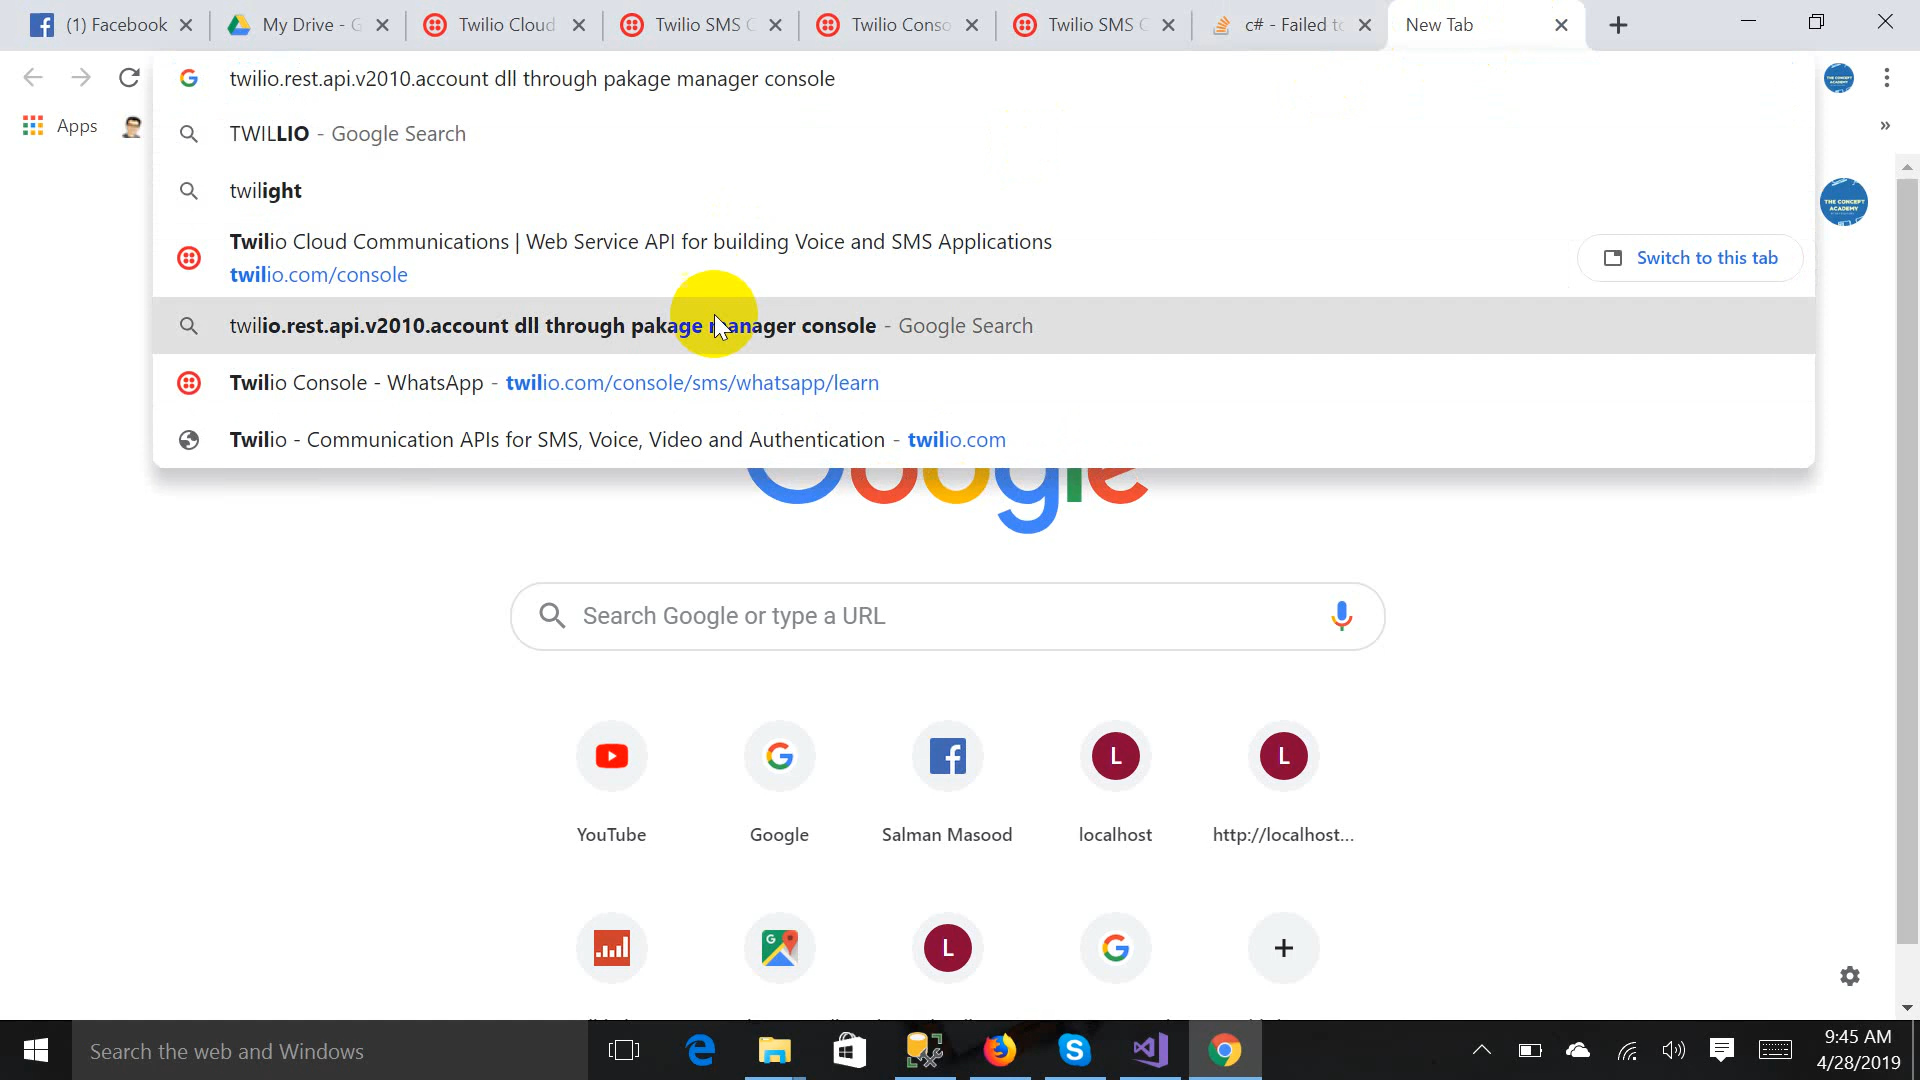 (1) Facebook
My Drive - G
Twilio Cloud
Twilio SMS C
Twilio Conso
Twilio SMS C
c# - Failed to
New Tab
twilio.rest.api.v2010.account dll through pakage manager console
Apps
»
TWILLIO - Google Search
twilight
Twilio Cloud Communications | Web Service API for building Voice and SMS Applications
twilio.com/console
Switch to this tab
THE CONCEPT
ACADEMY
twilio.rest.api.v2010.account dll through pakage manager console - Google Search
Twilio Console - WhatsApp - twilio.com/console/sms/whatsapp/learn
Twilio - Communication APIs for SMS, Voice, Video and Authentication - twilio.com
Google
Search Google or type a URL
L
L
YouTube
Google
Salman Masood
localhost
http://localhost...
L
Search the web and Windows
9:45 AM
4/28/2019